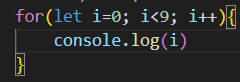 for(let i=0; i<9; i++){
    console.log(i)
}